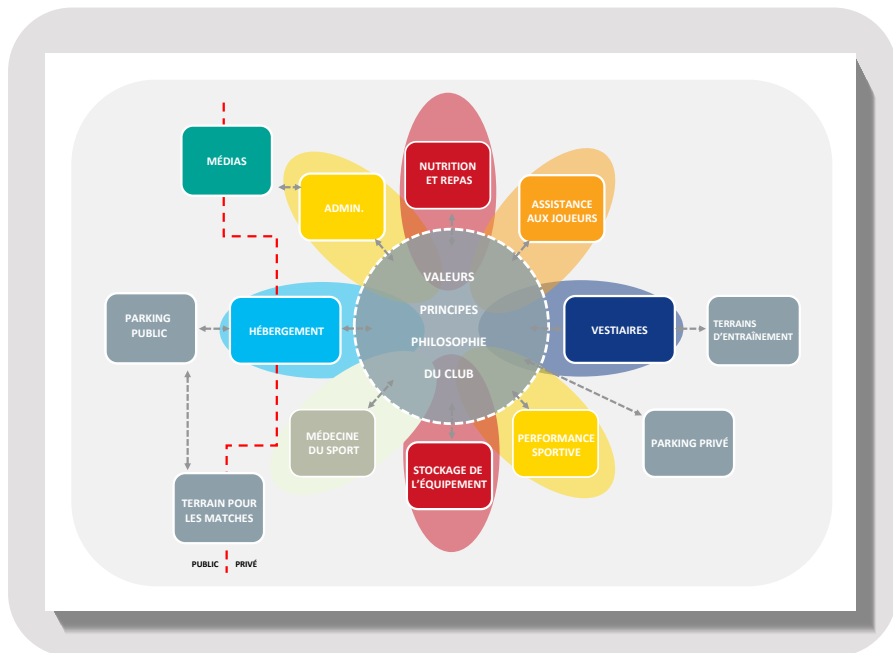 MÉDIAS
NUTRITION
ET REPAS
ADMIN.
ASSISTANCE
AUX JOUEURS
VALEURS
PRINCIPES
PHILOSOPHIE
DU CLUB
PARKING
PUBLIC
HÉBERGEMENT
VESTIAIRES
TERRAINS
D'ENTRAÎNEMENT
MÉDECINE
DU SPORT
STOCKAGE DE
L'ÉQUIPEMENT
PERFORMANCE
SPORTIVE
PARKING PRIVÉ
TERRAIN POUR
LES MATCHES
PUBLIC
PRIVÉ